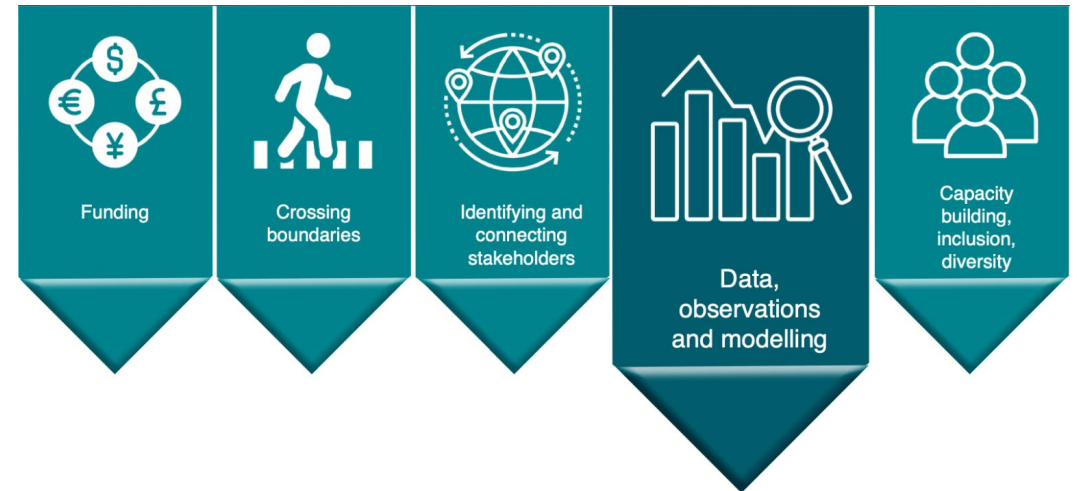 $
€
£
¥
Funding
Crossing
boundaries
Identifying and
connecting
stakeholders
Data,
observations
and modelling
Capacity
building,
inclusion,
diversity